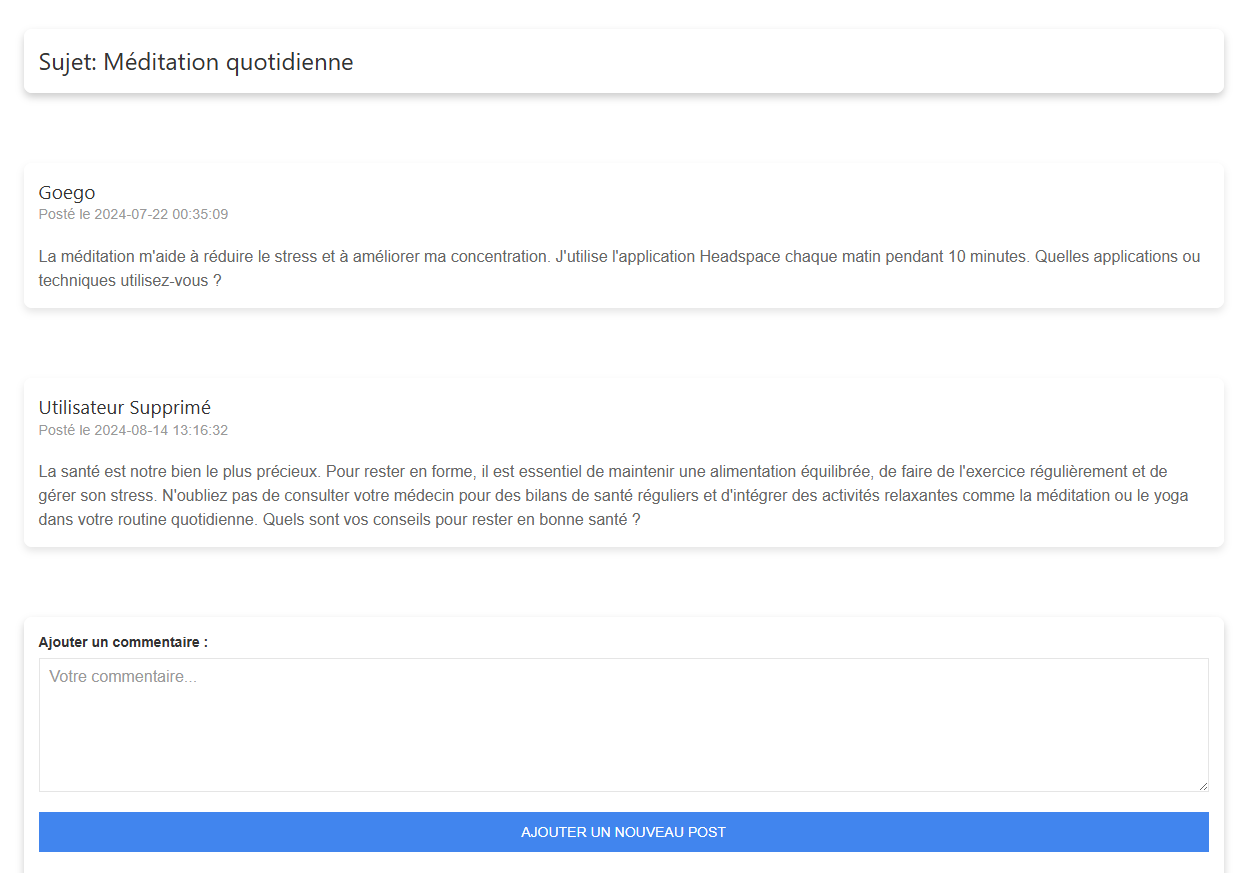 Sujet: Méditation quotidienne
Goego
Posté le 2024-07-22 00:35:09
La méditation m'aide à réduire le stress et à améliorer ma concentration. J'utilise l'application Headspace chaque matin pendant 10 minutes. Quelles applications ou
techniques utilisez-vous ?
Utilisateur Supprimé
Posté le 2024-08-14 13:16:32
La santé est notre bien le plus précieux. Pour rester en forme, il est essentiel de maintenir une alimentation équilibrée, de faire de l'exercice régulièrement et de
gérer son stress. N'oubliez pas de consulter votre médecin pour des bilans de santé réguliers et d'intégrer des activités relaxantes comme la méditation ou le yoga
dans votre routine quotidienne. Quels sont vos conseils pour rester en bonne santé ?
Ajouter un commentaire :
Votre commentaire...
AJOUTER UN NOUVEAU POST